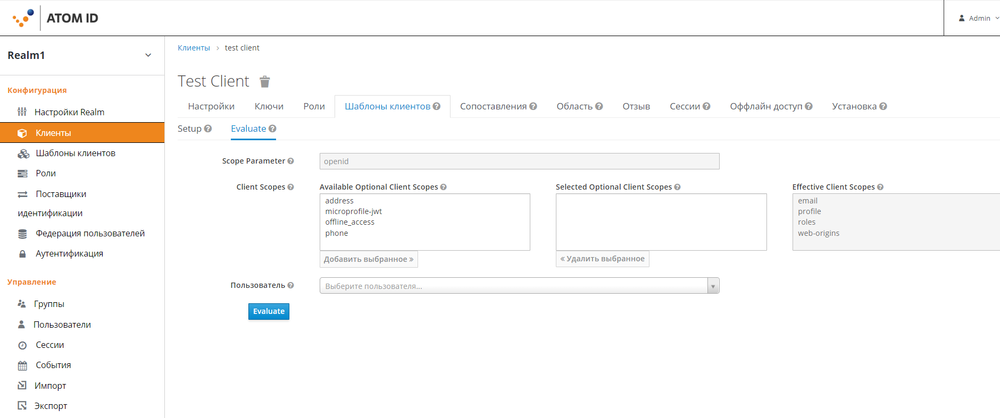 ATOM ID
Admin
Realm1
Конфигурация
Настройки Realm
Клиенты
Шаблоны клиентов
Роли
Поставщики
идентификации
Федерация пользователей
Аутентификация
Управление
Группы
Пользователи
Сессии
События
Импорт
Экспорт
Клиенты > test client
Test Client
Настройки Ключи Роли Шаблоны клиентов Сопоставления Область Отзыв Сессии Оффлайн доступ Установка
Setup Evaluate
Scope Parameter openid
Client Scopes Available Optional Client Scopes Selected Optional Client Scopes Effective Client Scopes
address
microprofile-jwt
offline_access
phone
email
profile
roles
web-origins
Добавить выбранное » « Удалить выбранное
Пользователь Выберите пользователя...
Evaluate